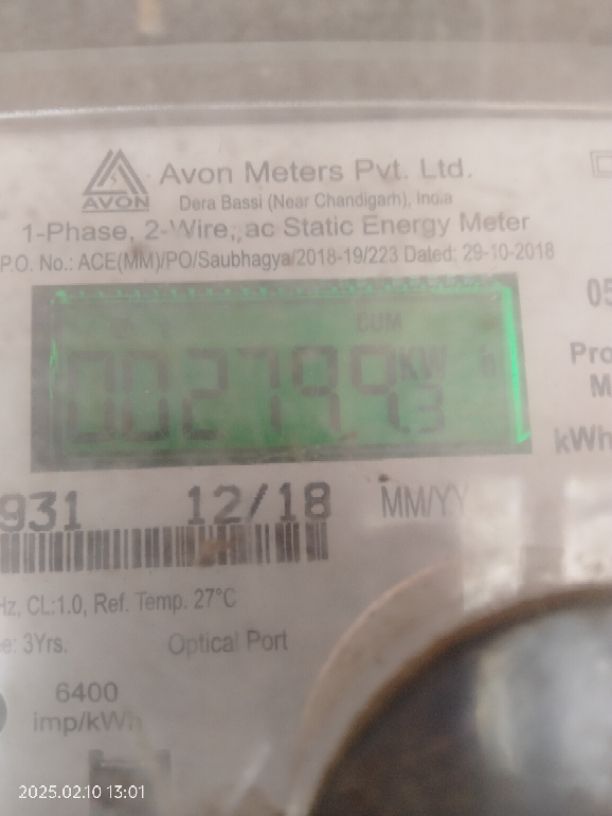 AVON
Avon Meters Pvt. Ltd.
Dera Bassi (Near Chandigarh), India
1-Phase, 2-Wire, ac Static Energy Meter
P.O. No.: ACE(MM)/PO/Saubhagya/2018-19/223 Dated: 29-10-2018
05
CUM
002799.3 KW h
Pro
M
kWh
931 12/18 MM/YY
Hz, CL:1.0, Ref. Temp. 27°C
e: 3Yrs. Optical Port
6400
imp/kWh
2025.02.10 13:01